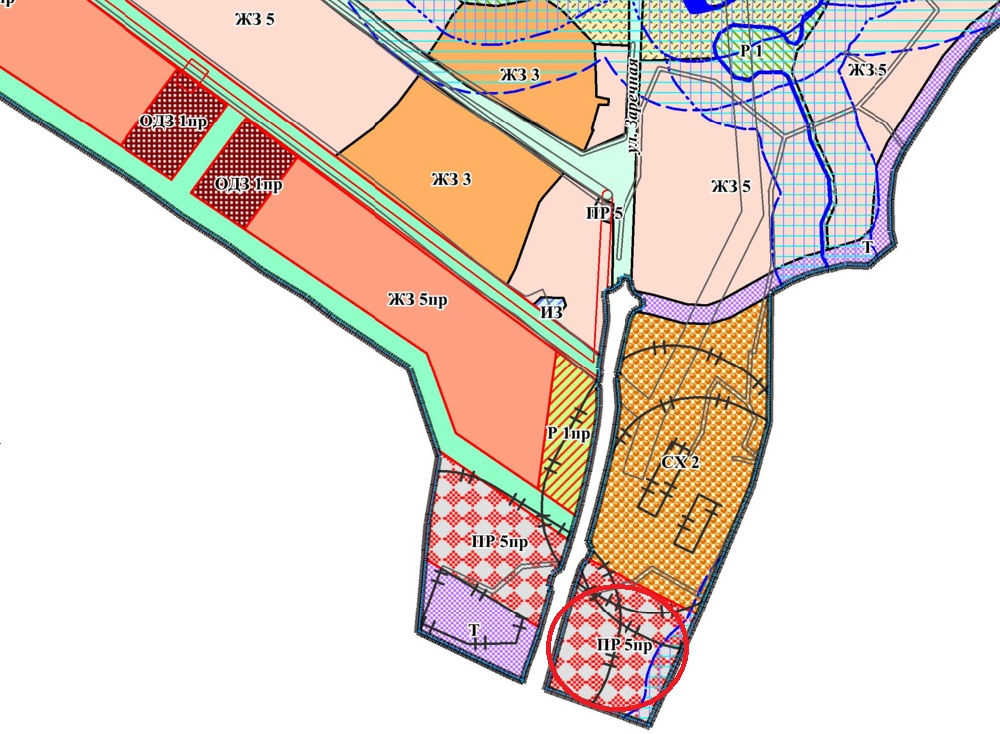 ЖЗ 5
ЖЗ 3
ул. Заречная
Р 1
ЖЗ 5
ОДЗ 1пр
ОДЗ 1пр
ЖЗ 3
ЖЗ 5
ПР 5
Т
ЖЗ 5пр
ИЗ
Р 1пр
СХ 2
ПР 5пр
Т
ПР 5пр